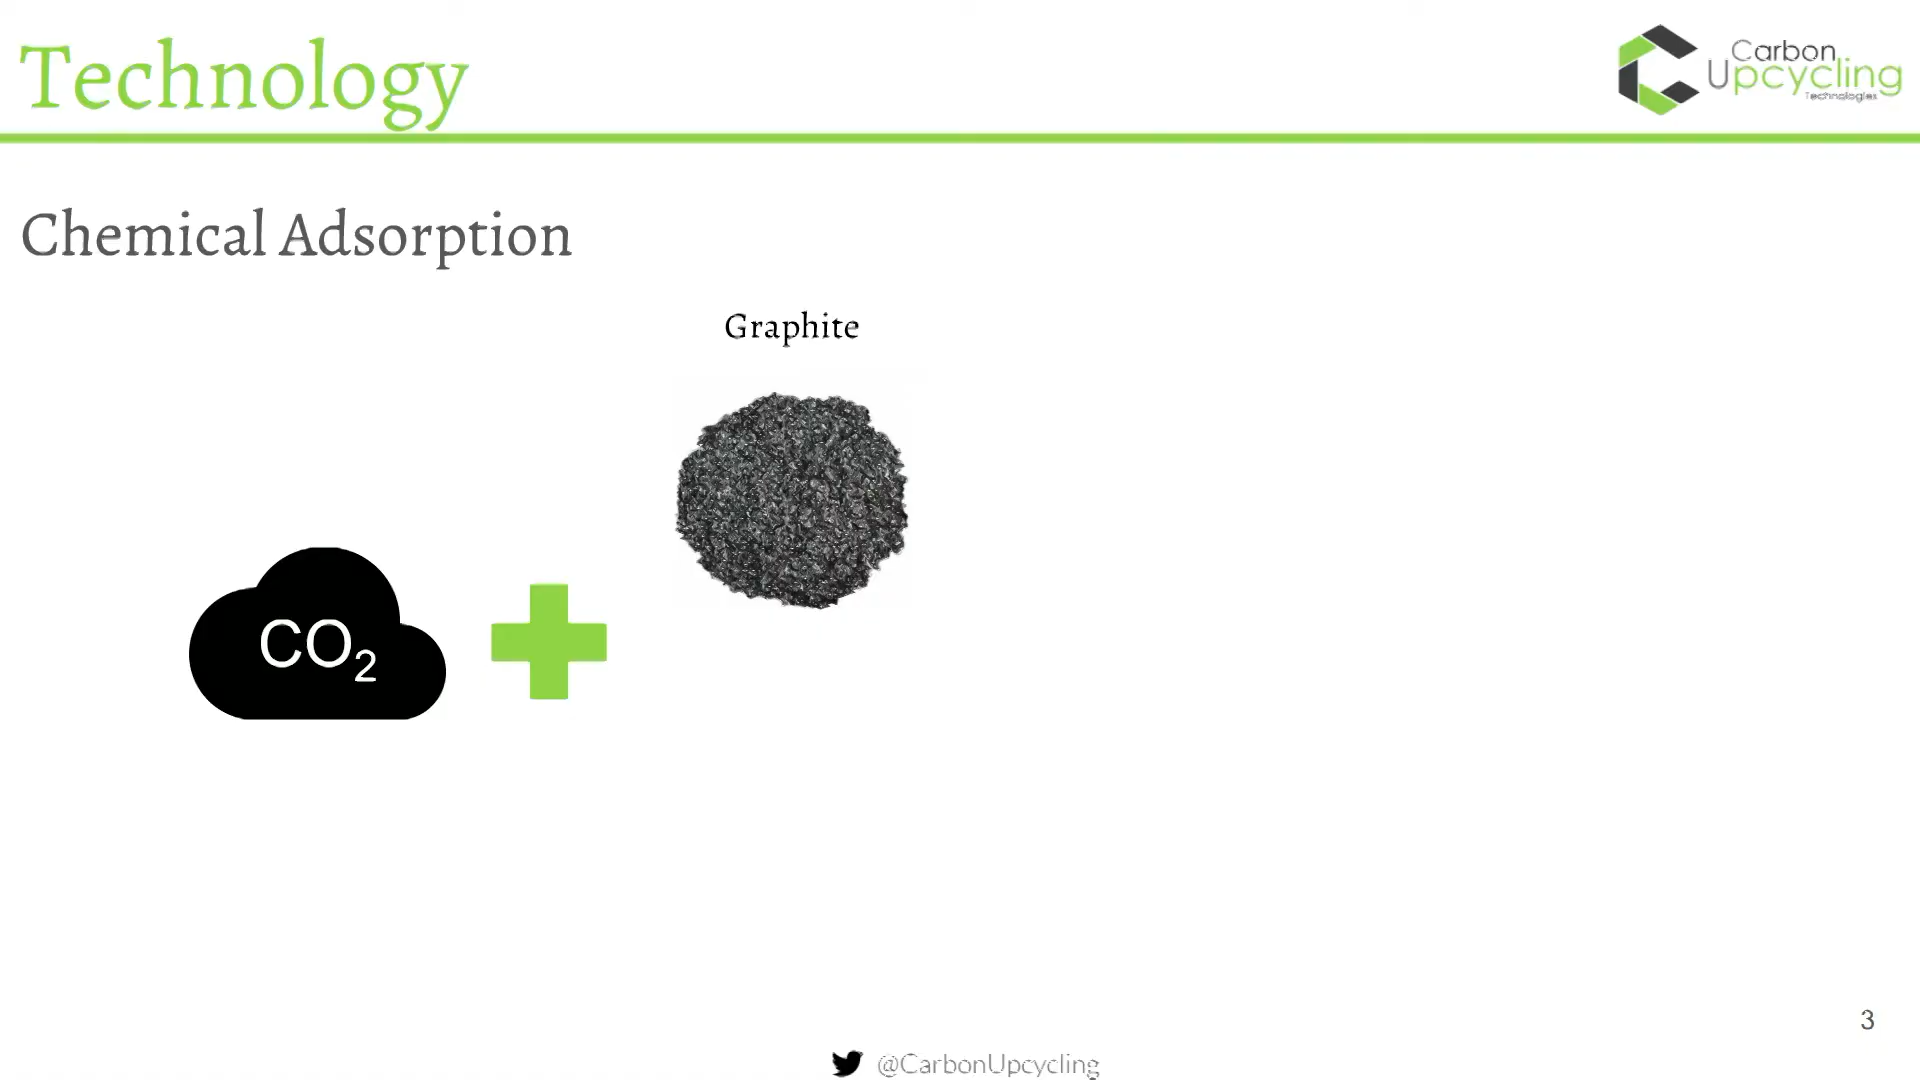 Technology
Carbon
Upcycling
Technologies
Chemical Adsorption
Graphite
CO₂
3
@CarbonUpcycling